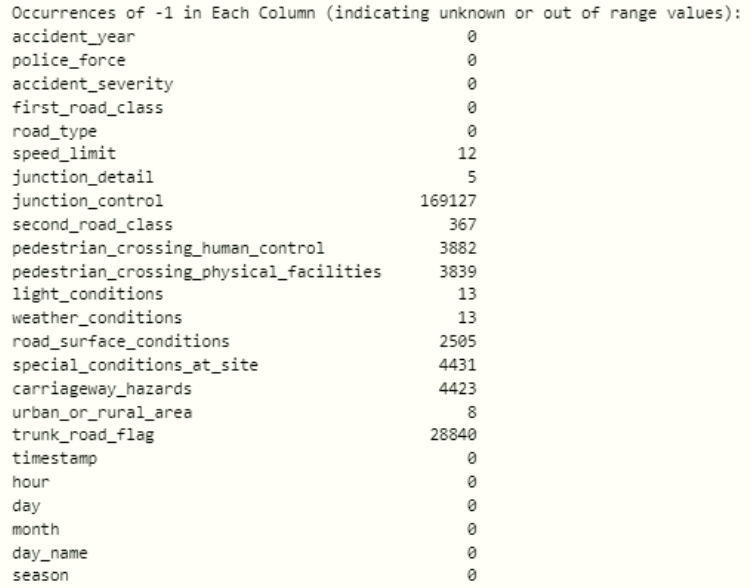 Occurrences of -1 in Each Column (indicating unknown or out of range values):
accident_year 0
police_force 0
accident_severity 0
first_road_class 0
road_type 0
speed_limit 12
junction_detail 5
junction_control 169127
second_road_class 367
pedestrian_crossing_human_control 3882
pedestrian_crossing_physical_facilities 3839
light_conditions 13
weather_conditions 13
road_surface_conditions 2505
special_conditions_at_site 4431
carriageway_hazards 4423
urban_or_rural_area 8
trunk_road_flag 28840
timestamp 0
hour 0
day 0
month 0
day_name 0
season 0